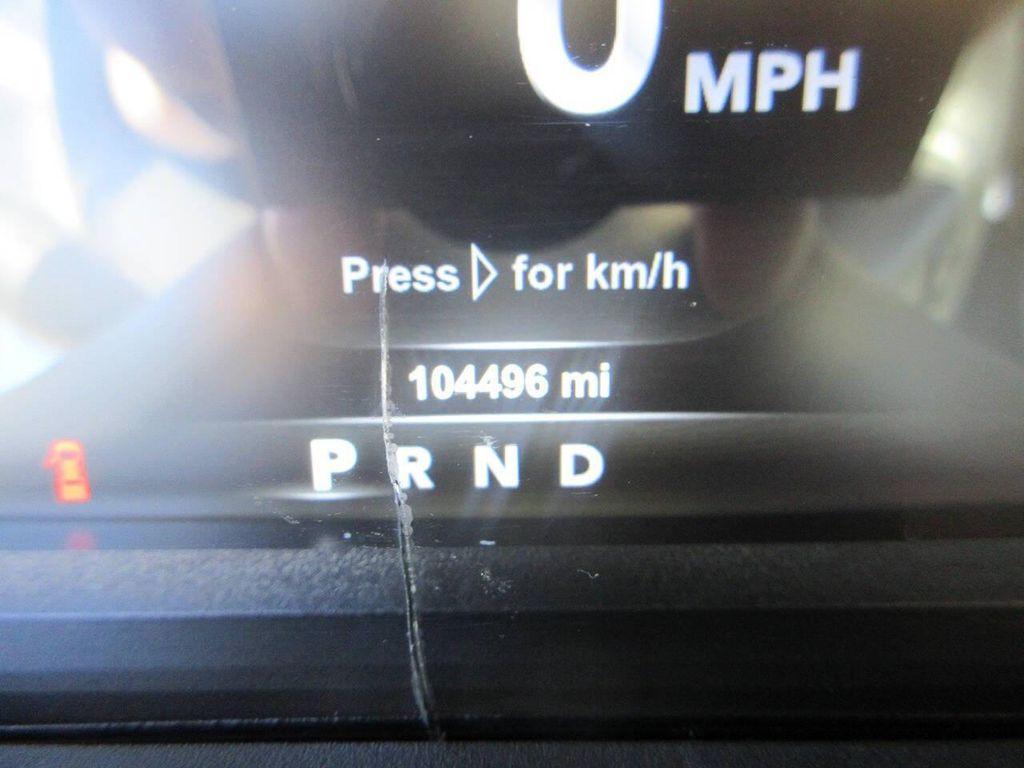 0 MPH
Press ▷ for km/h
104496 mi
P R N D